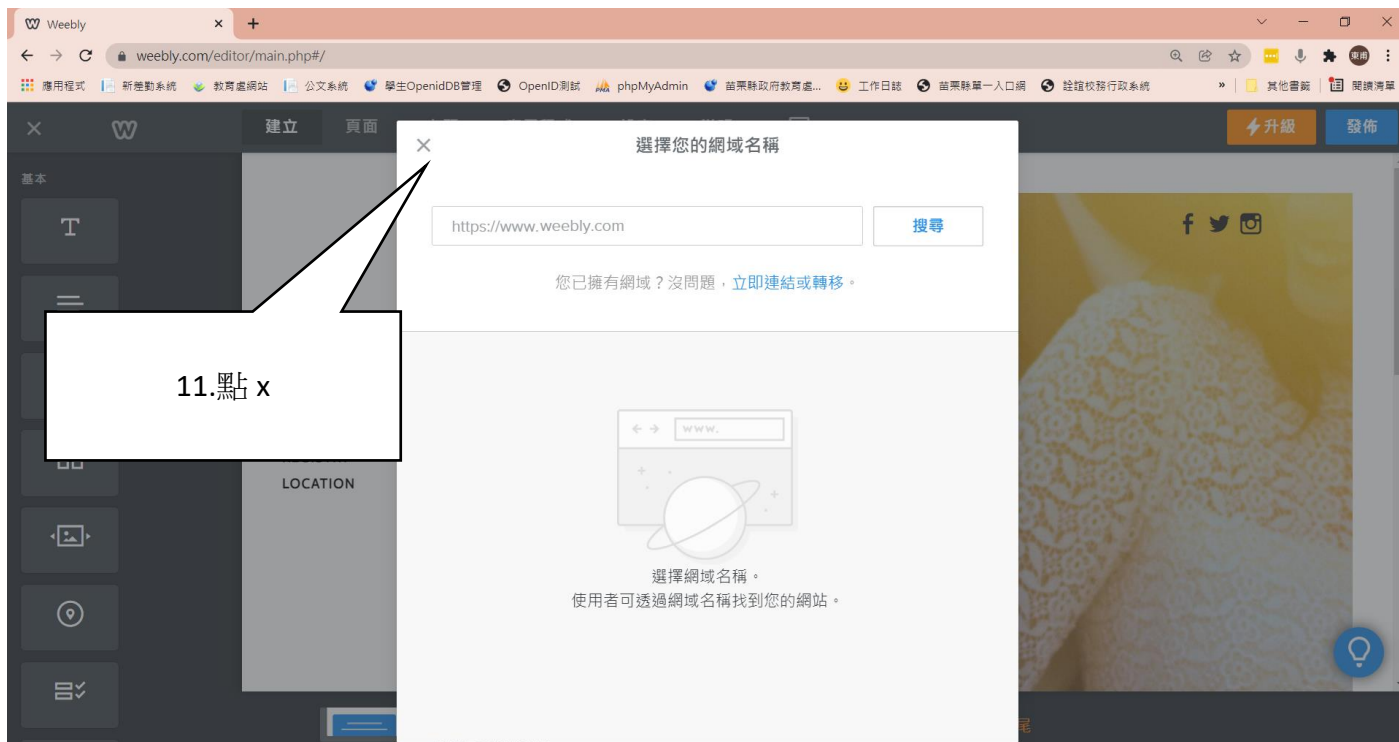 Weebly
weebly.com/editor/main.php#/
東甫
應用程式 新差勤系統 教育處網站 公文系統 學生OpenidDB管理 OpenID測試 phpMyAdmin 苗栗縣政府教育處... 工作日誌 苗栗縣單一入口網 詮誼校務行政系統 » 其他書籤 閱讀清單
建立 頁面 升級 發佈
選擇您的網域名稱
基本
https://www.weebly.com 搜尋
您已擁有網域？沒問題，立即連結或轉移。
11.點 x
www.
LOCATION
選擇網域名稱。
使用者可透過網域名稱找到您的網站。
尾